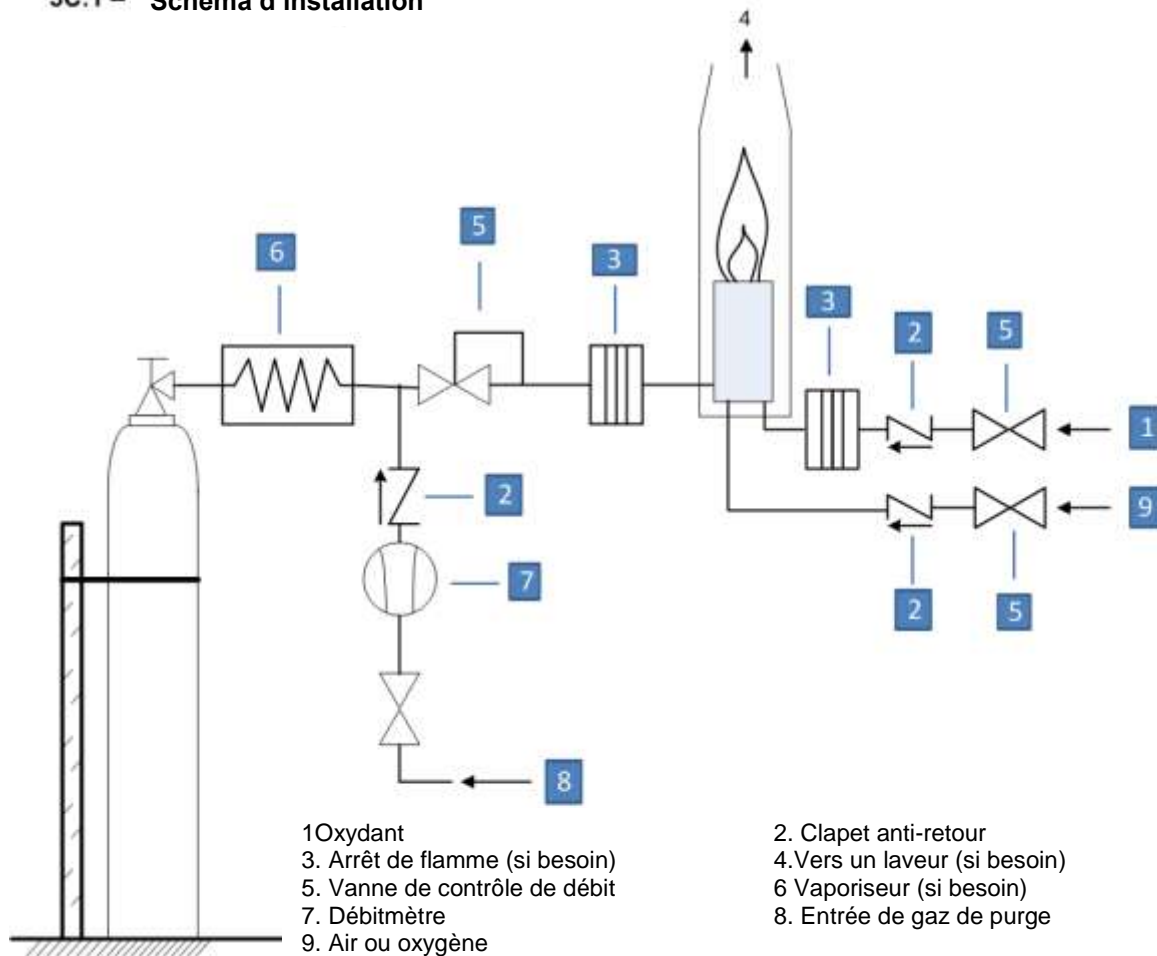 Schéma d'installation
4
5
6
3
3
2
5
1
2
9
7
2
5
8
1Oxydant
2. Clapet anti-retour
3. Arrêt de flamme (si besoin)
4.Vers un laveur (si besoin)
5. Vanne de contrôle de débit
6 Vaporiseur (si besoin)
7. Débitmètre
8. Entrée de gaz de purge
9. Air ou oxygène